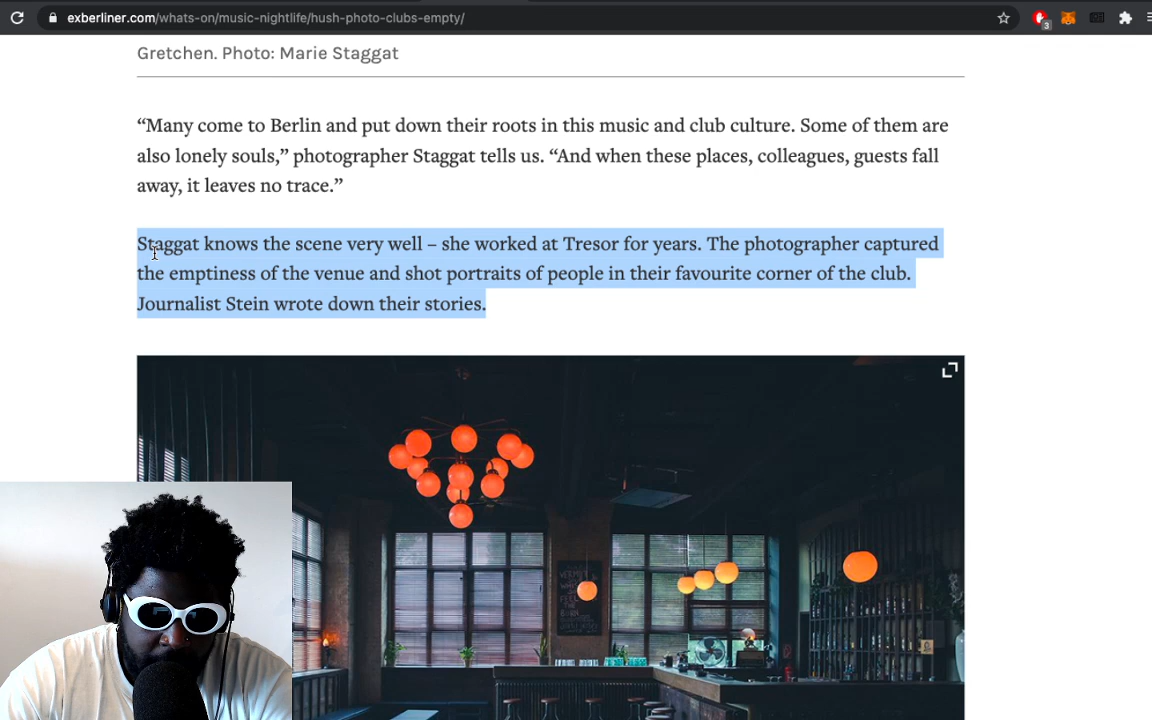 exberliner.com/whats-on/music-nightlife/hush-photo-clubs-empty/
3
Gretchen. Photo: Marie Staggat
“Many come to Berlin and put down their roots in this music and club culture. Some of them are
also lonely souls,” photographer Staggat tells us. “And when these places, colleagues, guests fall
away, it leaves no trace.”
Staggat knows the scene very well – she worked at Tresor for years. The photographer captured
the emptiness of the venue and shot portraits of people in their favourite corner of the club.
Journalist Stein wrote down their stories.